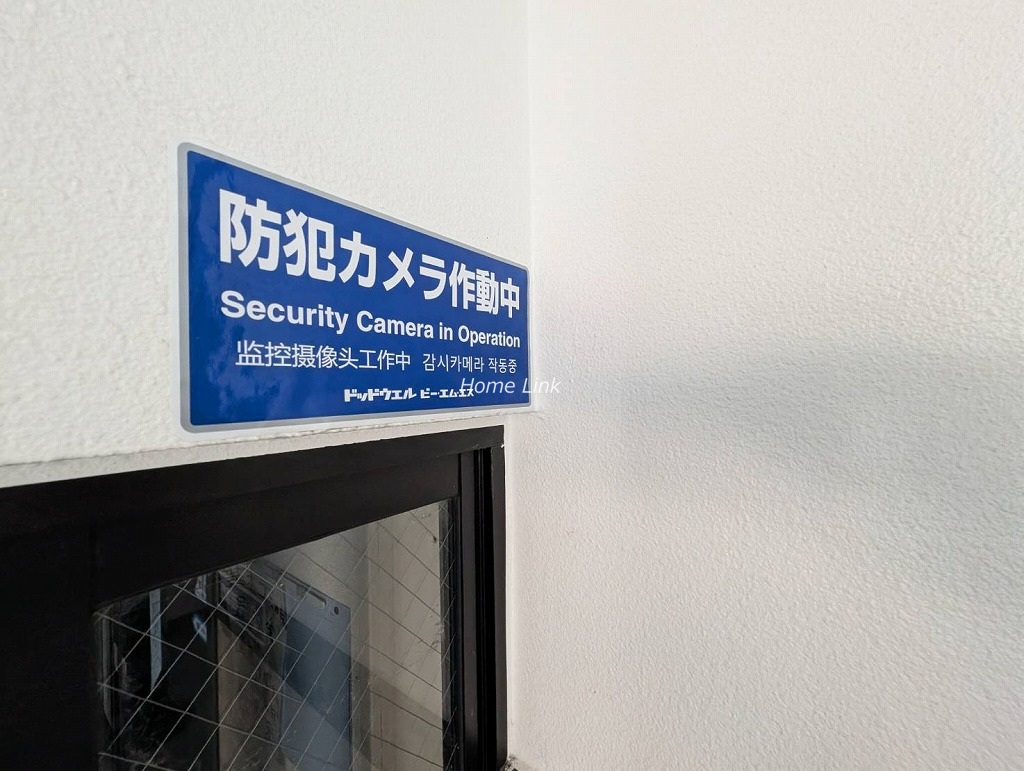 防犯カメラ作動中
Security Camera in Operation
监控摄像头工作中 감시카메라 작동중
ドッドウエル ビー・エム・エス
Home Link